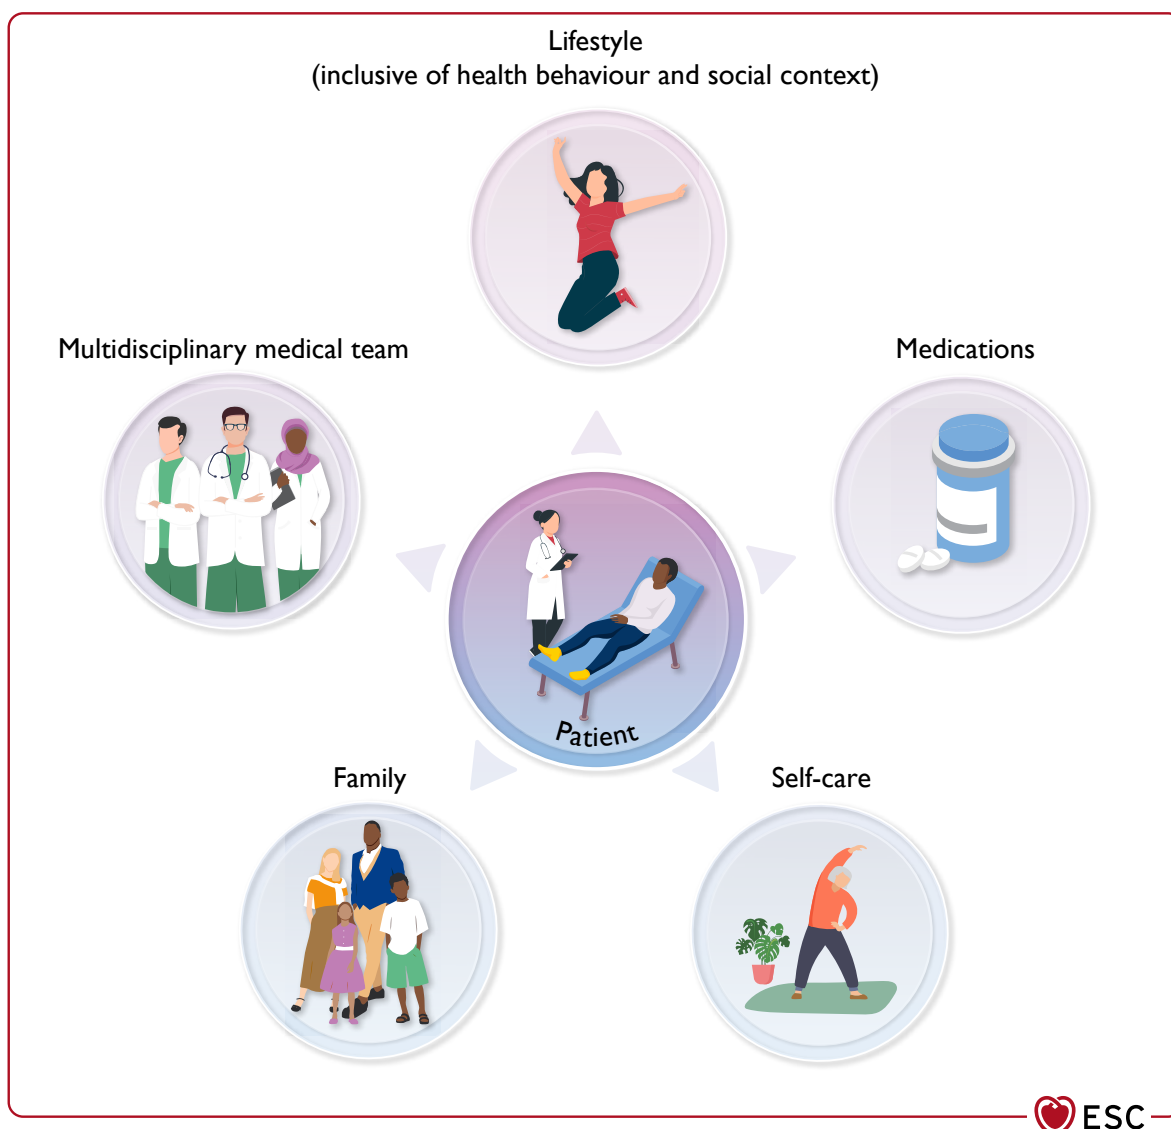 Lifestyle
(inclusive of health behaviour and social context)
Multidisciplinary medical team
Medications
Patient
Family
Self-care
ESC